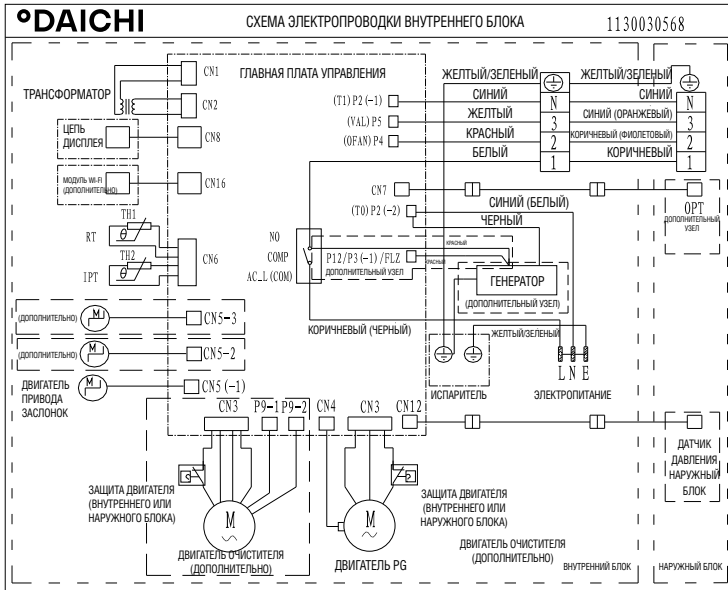 °DAICHI
СХЕМА ЭЛЕКТРОПРОВОДКИ ВНУТРЕННЕГО БЛОКА
1130030568
ТРАНСФОРМАТОР
CN1
CN2
ЦЕПЬ
ДИСПЛЕЯ
CN8
МОДУЛЬ WI-FI
(ДОПОЛНИТЕЛЬНО)
CN16
TH1
RT
θ
TH2
IPT
θ
CN6
(ДОПОЛНИТЕЛЬНО)
M
CN5-3
(ДОПОЛНИТЕЛЬНО)
M
CN5-2
ДВИГАТЕЛЬ
ПРИВОДА
ЗАСЛОНОК
M
CN5 (-1)
ГЛАВНАЯ ПЛАТА УПРАВЛЕНИЯ
(T1) P2 (-1)
(VAL) P5
(OFAN) P4
ЖЕЛТЫЙ/ЗЕЛЕНЫЙ
СИНИЙ
ЖЕЛТЫЙ
КРАСНЫЙ
БЕЛЫЙ
N
3
2
1
ЖЕЛТЫЙ/ЗЕЛЕНЫЙ
СИНИЙ
СИНИЙ (ОРАНЖЕВЫЙ)
КОРИЧНЕВЫЙ (ФИОЛЕТОВЫЙ)
КОРИЧНЕВЫЙ
N
3
2
1
CN7
(T0) P2 (-2)
СИНИЙ (БЕЛЫЙ)
ЧЕРНЫЙ
OPT
ДОПОЛНИТЕЛЬНЫЙ
УЗЕЛ
NO
COMP
AC_L (COM)
КРАСНЫЙ
P12/P3 (-1) /FLZ
КРАСНЫЙ
ДОПОЛНИТЕЛЬНЫЙ УЗЕЛ
ГЕНЕРАТОР
(ДОПОЛНИТЕЛЬНЫЙ УЗЕЛ)
КОРИЧНЕВЫЙ (ЧЕРНЫЙ)
ЖЕЛТЫЙ/ЗЕЛЕНЫЙ
ИСПАРИТЕЛЬ
L N E
ЭЛЕКТРОПИТАНИЕ
CN3
P9-1
P9-2
CN4
CN3
CN12
ЗАЩИТА ДВИГАТЕЛЯ
(ВНУТРЕННЕГО ИЛИ
НАРУЖНОГО БЛОКА)
M
ДВИГАТЕЛЬ ОЧИСТИТЕЛЯ
(ДОПОЛНИТЕЛЬНО)
M
ДВИГАТЕЛЬ PG
ЗАЩИТА ДВИГАТЕЛЯ
(ВНУТРЕННЕГО ИЛИ
НАРУЖНОГО БЛОКА)
ДВИГАТЕЛЬ ОЧИСТИТЕЛЯ
(ДОПОЛНИТЕЛЬНО)
ДАТЧИК
ДАВЛЕНИЯ
НАРУЖНЫЙ
БЛОК
ВНУТРЕННИЙ БЛОК
НАРУЖНЫЙ БЛОК